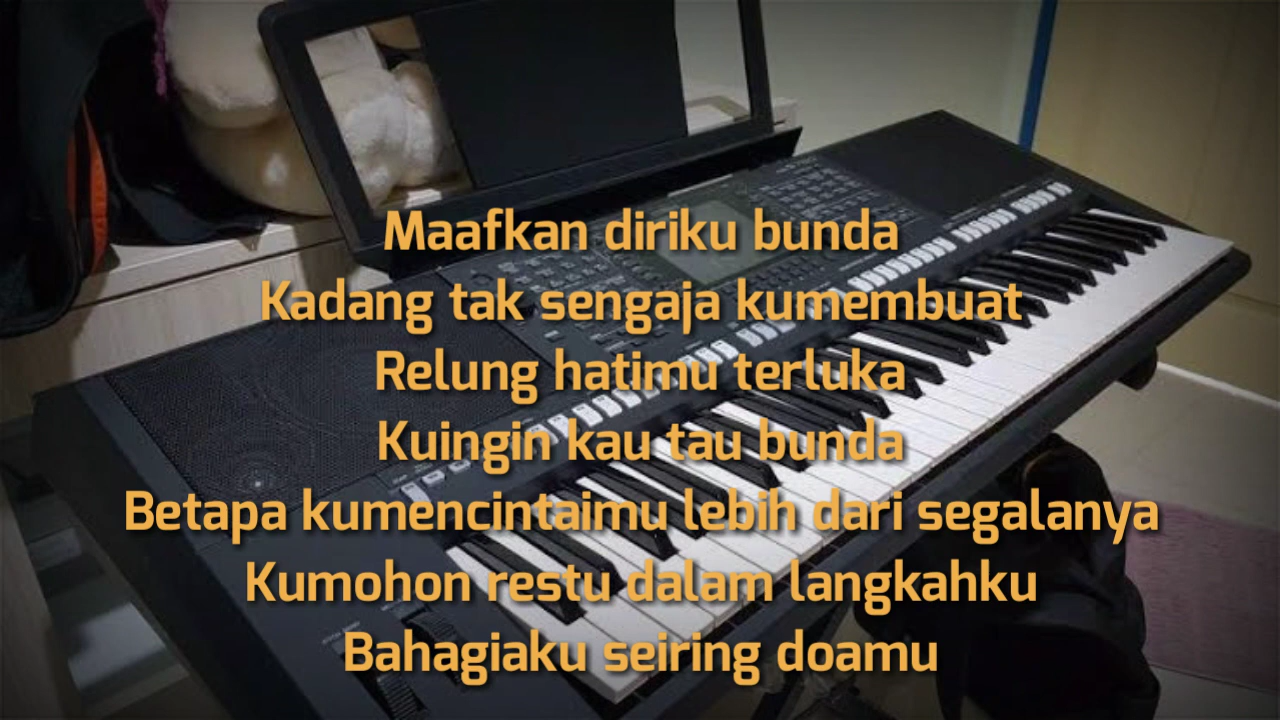 Maafkan diriku bunda
Kadang tak sengaja kumembuat
Relung hatimu terluka
Kuingin kau tau bunda
Betapa kumencintaimu lebih dari segalanya
Kumohon restu dalam langkahku
Bahagiaku seiring doamu